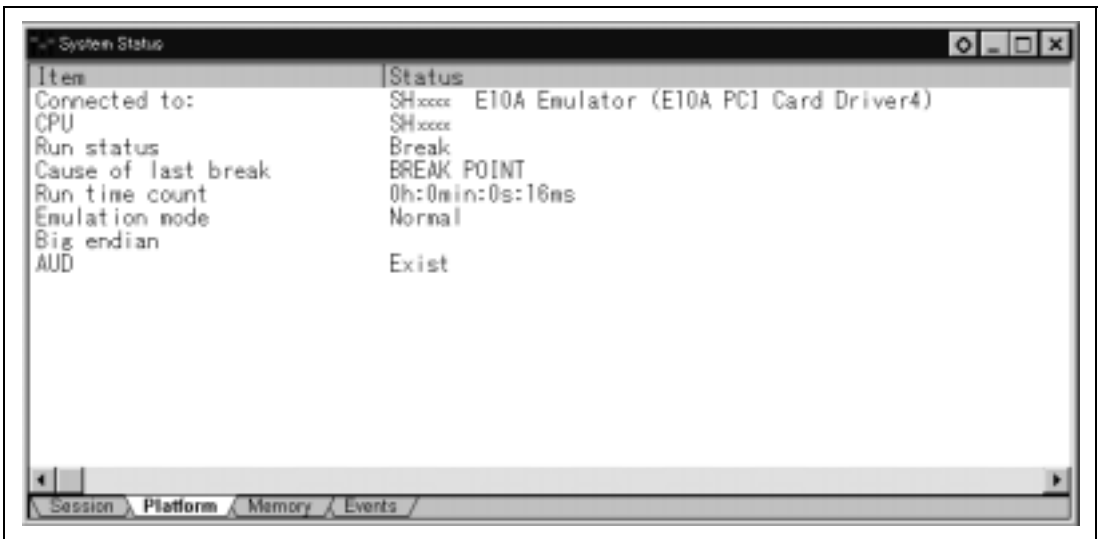 System Status
Item Status
Connected to: SHxxxx E10A Emulator (E10A PCI Card Driver4)
CPU SHxxxx
Run status Break
Cause of last break BREAK POINT
Run time count 0h:0min:0s:16ms
Emulation mode Normal
Big endian
AUD Exist
Session Platform Memory Events